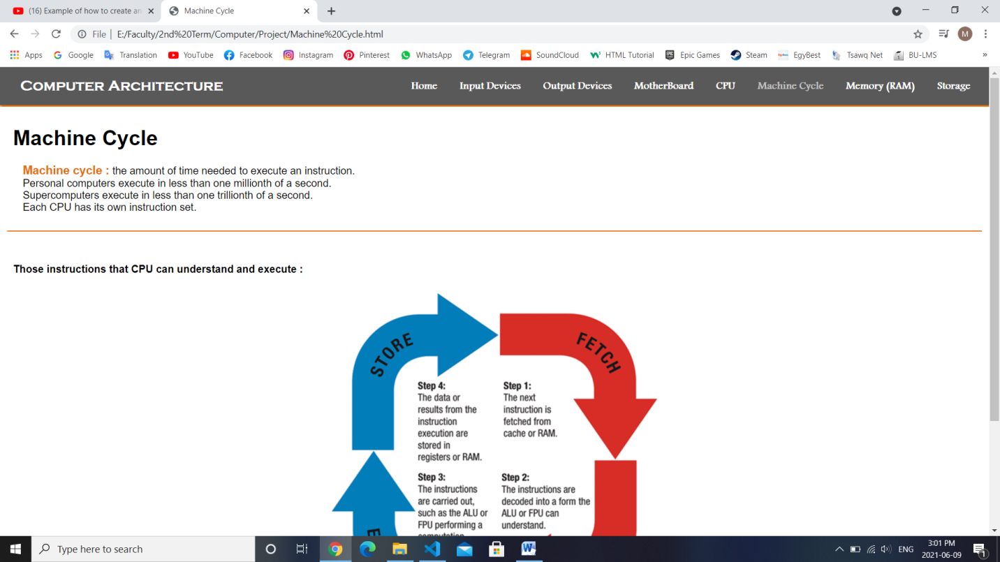 (16) Example of how to create an
Machine Cycle
File | E:/Faculty/2nd%20Term/Computer/Project/Machine%20Cycle.html
M
Apps Google Translation YouTube Facebook Instagram Pinterest WhatsApp Telegram SoundCloud HTML Tutorial Epic Games Steam EgyBest Tsawq Net BU-LMS »
Computer Architecture
Home Input Devices Output Devices MotherBoard CPU Machine Cycle Memory (RAM) Storage
Machine Cycle
Machine cycle : the amount of time needed to execute an instruction.
Personal computers execute in less than one millionth of a second.
Supercomputers execute in less than one trillionth of a second.
Each CPU has its own instruction set.
Those instructions that CPU can understand and execute :
STORE
FETCH
Step 4:
The data or
results from the
instruction
execution are
stored in
registers or RAM.
Step 1:
The next
instruction is
fetched from
cache or RAM.
Step 3:
The instructions
are carried out,
such as the ALU or
FPU performing a
computation
Step 2:
The instructions are
decoded into a form the
ALU or FPU can
understand.
E
Type here to search
ENG
3:01 PM
2021-06-09
1